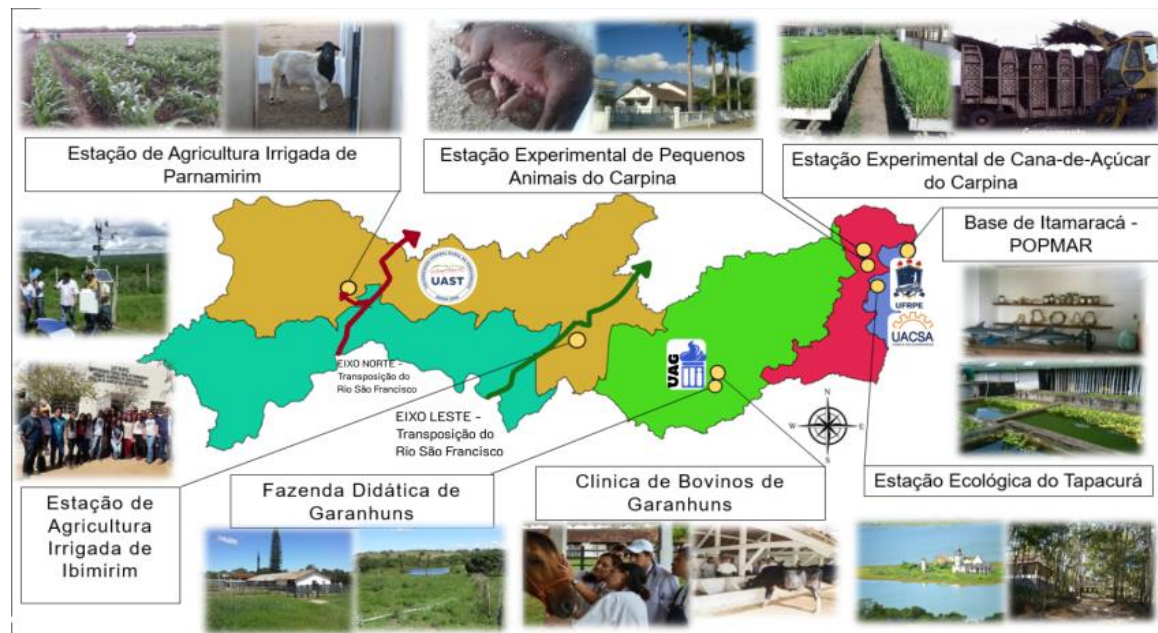 Estação de Agricultura Irrigada de
Parnamirim
Estação Experimental de Pequenos
Animais do Carpina
Estação Experimental de Cana-de-Açúcar
do Carpina
Base de Itamaracá -
POPMAR
UAST
UFRPE
UACSA
UAG
EIXO NORTE -
Transposição do
Rio São Francisco
EIXO LESTE -
Transposição do
Rio São Francisco
N
W
E
S
Estação de
Agricultura
Irrigada de
Ibimirim
Fazenda Didática de
Garanhuns
Clinica de Bovinos de
Garanhuns
Estação Ecológica do Tapacurá